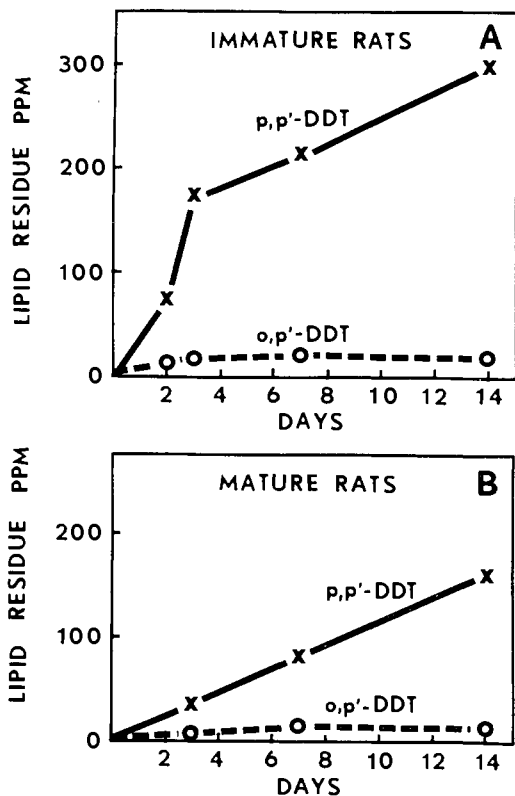 IMMATURE RATS
A
LIPID RESIDUE PPM
300
200
100
0
p,p'-DDT
o,p'-DDT
2 4 6 8 10 12 14
DAYS
MATURE RATS
B
LIPID RESIDUE PPM
200
100
0
p,p'-DDT
o,p'-DDT
2 4 6 8 10 12 14
DAYS